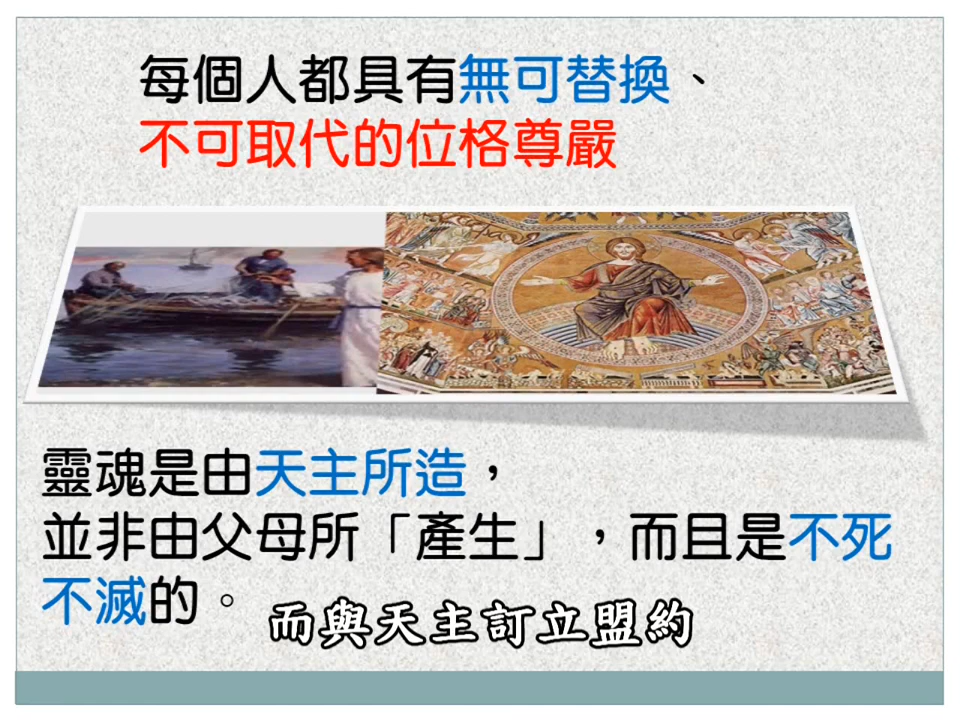 每個人都具有無可替換、
不可取代的位格尊嚴
靈魂是由天主所造，
並非由父母所「產生」，而且是不死
不滅的。
而與天主訂立盟約